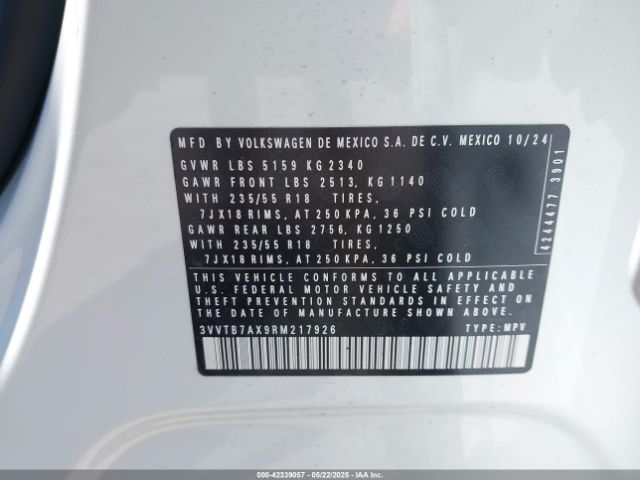 MFD BY VOLKSWAGEN DE MEXICO S.A. DE C.V. MEXICO 10/24
GVWR LBS 5159 KG 2340
GAWR FRONT LBS 2513, KG 1140
WITH 235/55 R18 TIRES,
7JX18 RIMS, AT 250 KPA, 36 PSI COLD
GAWR REAR LBS 2756, KG 1250
WITH 235/55 R18 TIRES,
7JX18 RIMS, AT 250 KPA, 36 PSI COLD
THIS VEHICLE CONFORMS TO ALL APPLICABLE
U.S. FEDERAL MOTOR VEHICLE SAFETY AND
THEFT PREVENTION STANDARDS IN EFFECT ON
THE DATE OF MANUFACTURE SHOWN ABOVE.
3VVTB7AX9RM217926 TYPE: MPV
4244477 3901
000-42339057 - 05/22/2025 - IAAI.COM